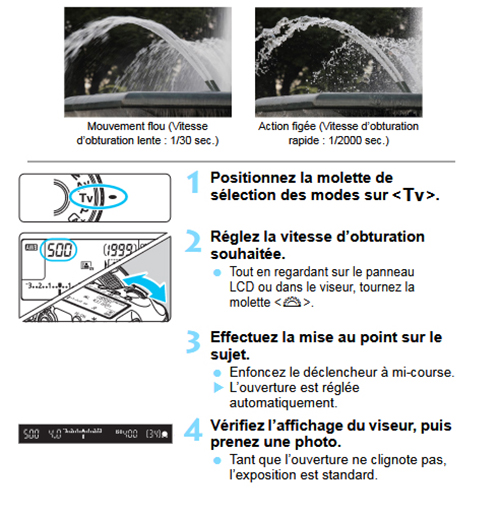 Mouvement flou (Vitesse
d'obturation lente : 1/30 sec.)
Action figée (Vitesse d'obturation
rapide : 1/2000 sec.)
1 Positionnez la molette de
sélection des modes sur <Tv>.
Tv
2 Réglez la vitesse d'obturation
souhaitée.
500 (1999)
Tout en regardant sur le panneau
LCD ou dans le viseur, tournez la
molette < >.
3 Effectuez la mise au point sur le
sujet.
Enfoncez le déclencheur à mi-course.
L'ouverture est réglée
automatiquement.
4 Vérifiez l'affichage du viseur, puis
prenez une photo.
500 4.0 400
Tant que l'ouverture ne clignote pas,
l'exposition est standard.